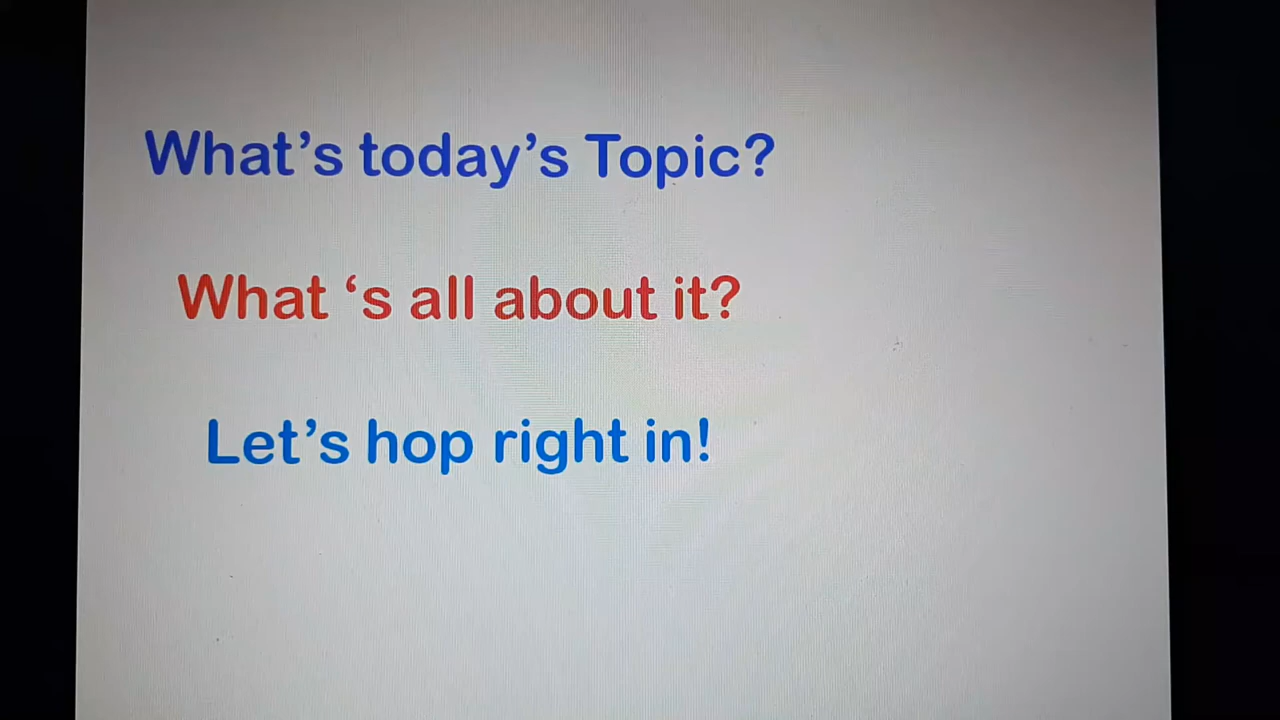 What’s today’s Topic?
What ‘s all about it?
Let’s hop right in!